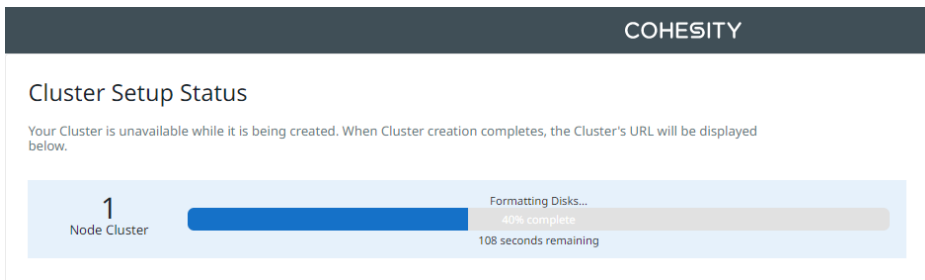 COHESITY
Cluster Setup Status
Your Cluster is unavailable while it is being created. When Cluster creation completes, the Cluster's URL will be displayed
below.
1
Node Cluster
Formatting Disks...
40% complete
108 seconds remaining